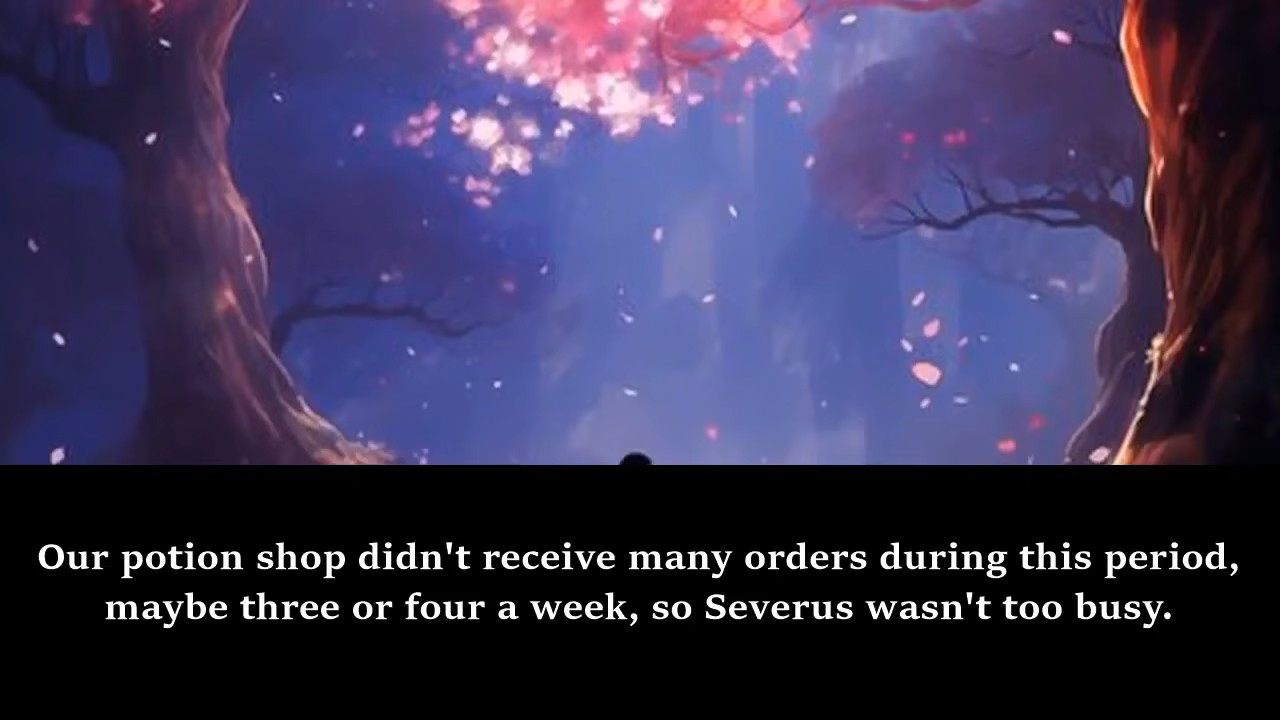 Our potion shop didn't receive many orders during this period,
maybe three or four a week, so Severus wasn't too busy.